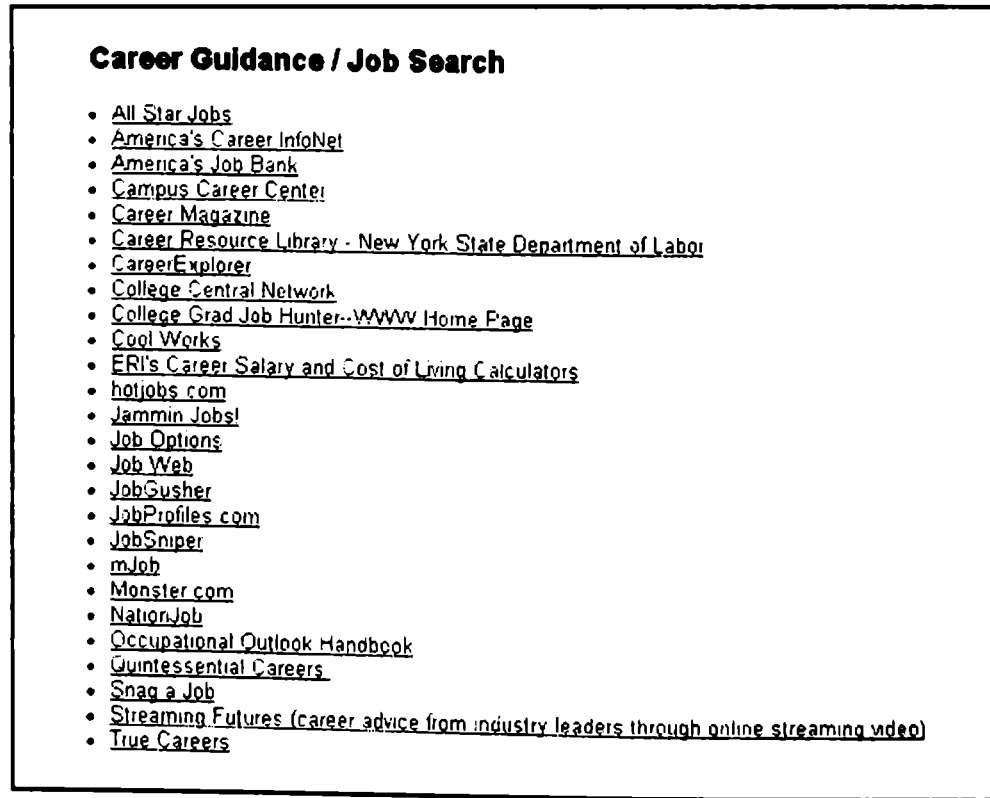 Career Guidance / Job Search
• All Star Jobs
• America's Career InfoNet
• America's Job Bank
• Campus Career Center
• Career Magazine
• Career Resource Library - New York State Department of Labor
• CareerExplorer
• College Central Network
• College Grad Job Hunter--WWW Home Page
• Cool Works
• ERI's Career Salary and Cost of Living Calculators
• hotjobs com
• Jammin Jobs!
• Job Options
• Job Web
• JobGusher
• JobProfiles com
• JobSniper
• mJob
• Monster com
• NationJob
• Occupational Outlook Handbook
• Quintessential Careers
• Snag a Job
• Streaming Futures (career advice from industry leaders through online streaming video)
• True Careers